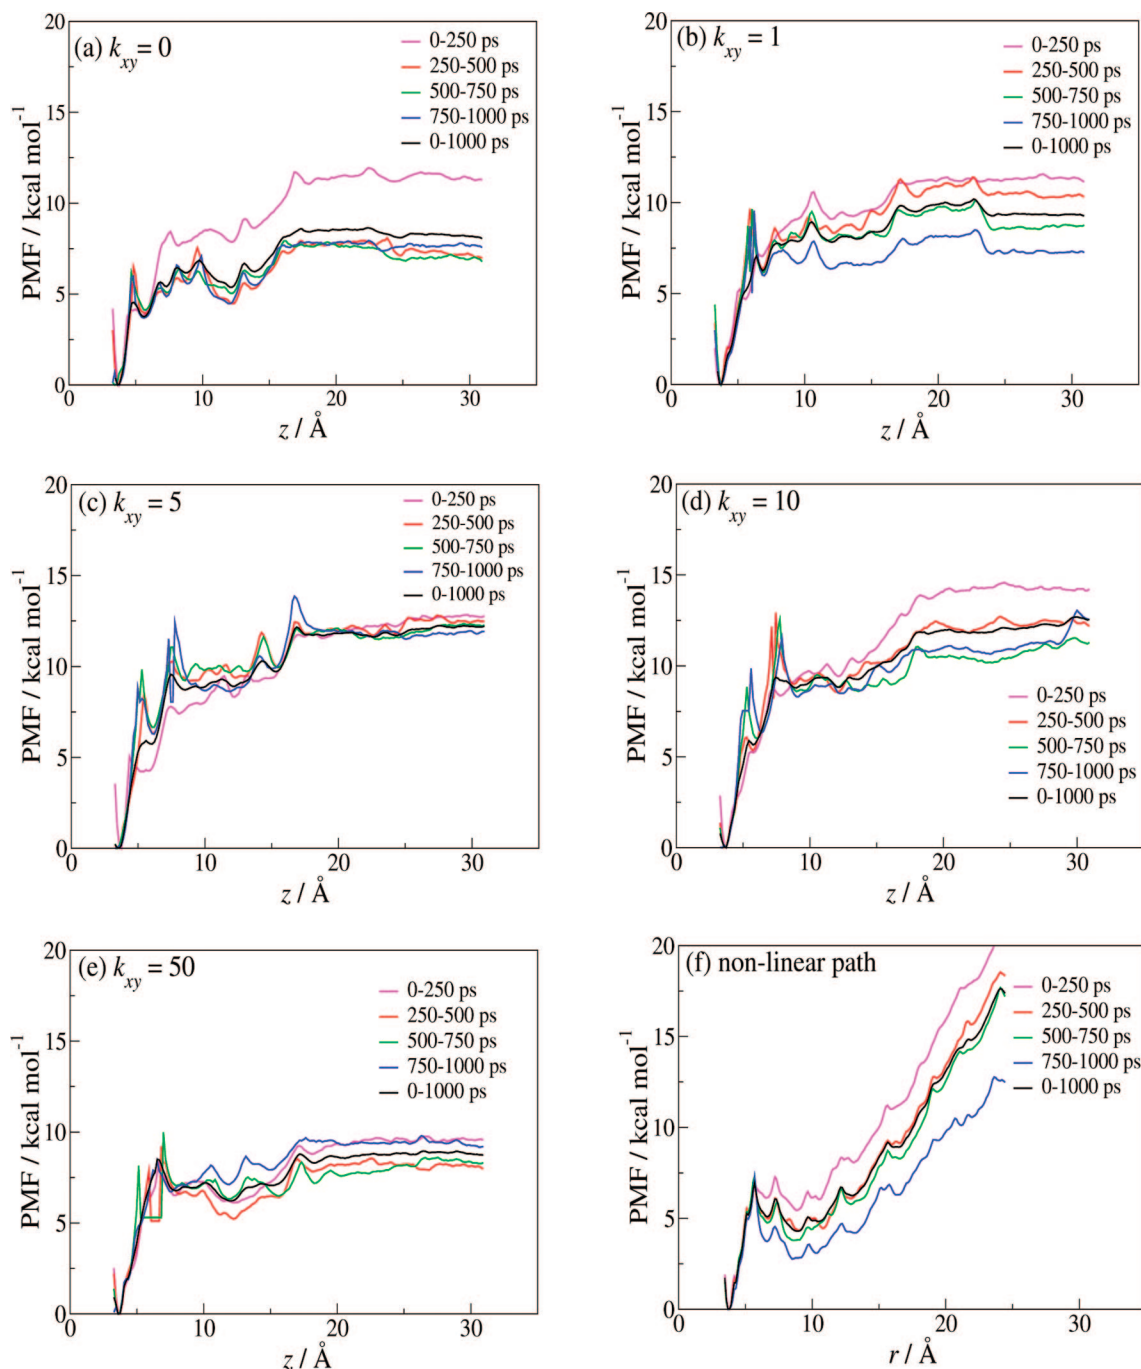 (a) k_xy = 0
0-250 ps
250-500 ps
500-750 ps
750-1000 ps
0-1000 ps
PMF / kcal mol⁻¹
20
15
10
5
0
0 10 20 30
z / Å
(b) k_xy = 1
0-250 ps
250-500 ps
500-750 ps
750-1000 ps
0-1000 ps
PMF / kcal mol⁻¹
20
15
10
5
0
0 10 20 30
z / Å
(c) k_xy = 5
0-250 ps
250-500 ps
500-750 ps
750-1000 ps
0-1000 ps
PMF / kcal mol⁻¹
20
15
10
5
0
0 10 20 30
z / Å
(d) k_xy = 10
0-250 ps
250-500 ps
500-750 ps
750-1000 ps
0-1000 ps
PMF / kcal mol⁻¹
20
15
10
5
0
0 10 20 30
z / Å
(e) k_xy = 50
0-250 ps
250-500 ps
500-750 ps
750-1000 ps
0-1000 ps
PMF / kcal mol⁻¹
20
15
10
5
0
0 10 20 30
z / Å
(f) non-linear path
0-250 ps
250-500 ps
500-750 ps
750-1000 ps
0-1000 ps
PMF / kcal mol⁻¹
20
15
10
5
0
0 10 20 30
r / Å